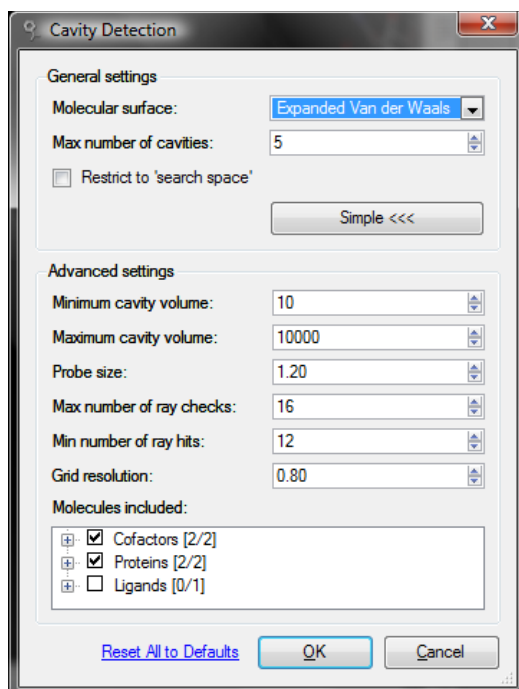 Cavity Detection
General settings
Molecular surface: Expanded Van der Waals
Max number of cavities: 5
Restrict to 'search space'
Simple <<<
Advanced settings
Minimum cavity volume: 10
Maximum cavity volume: 10000
Probe size: 1.20
Max number of ray checks: 16
Min number of ray hits: 12
Grid resolution: 0.80
Molecules included:
Cofactors [2/2]
Proteins [2/2]
Ligands [0/1]
Reset All to Defaults OK Cancel